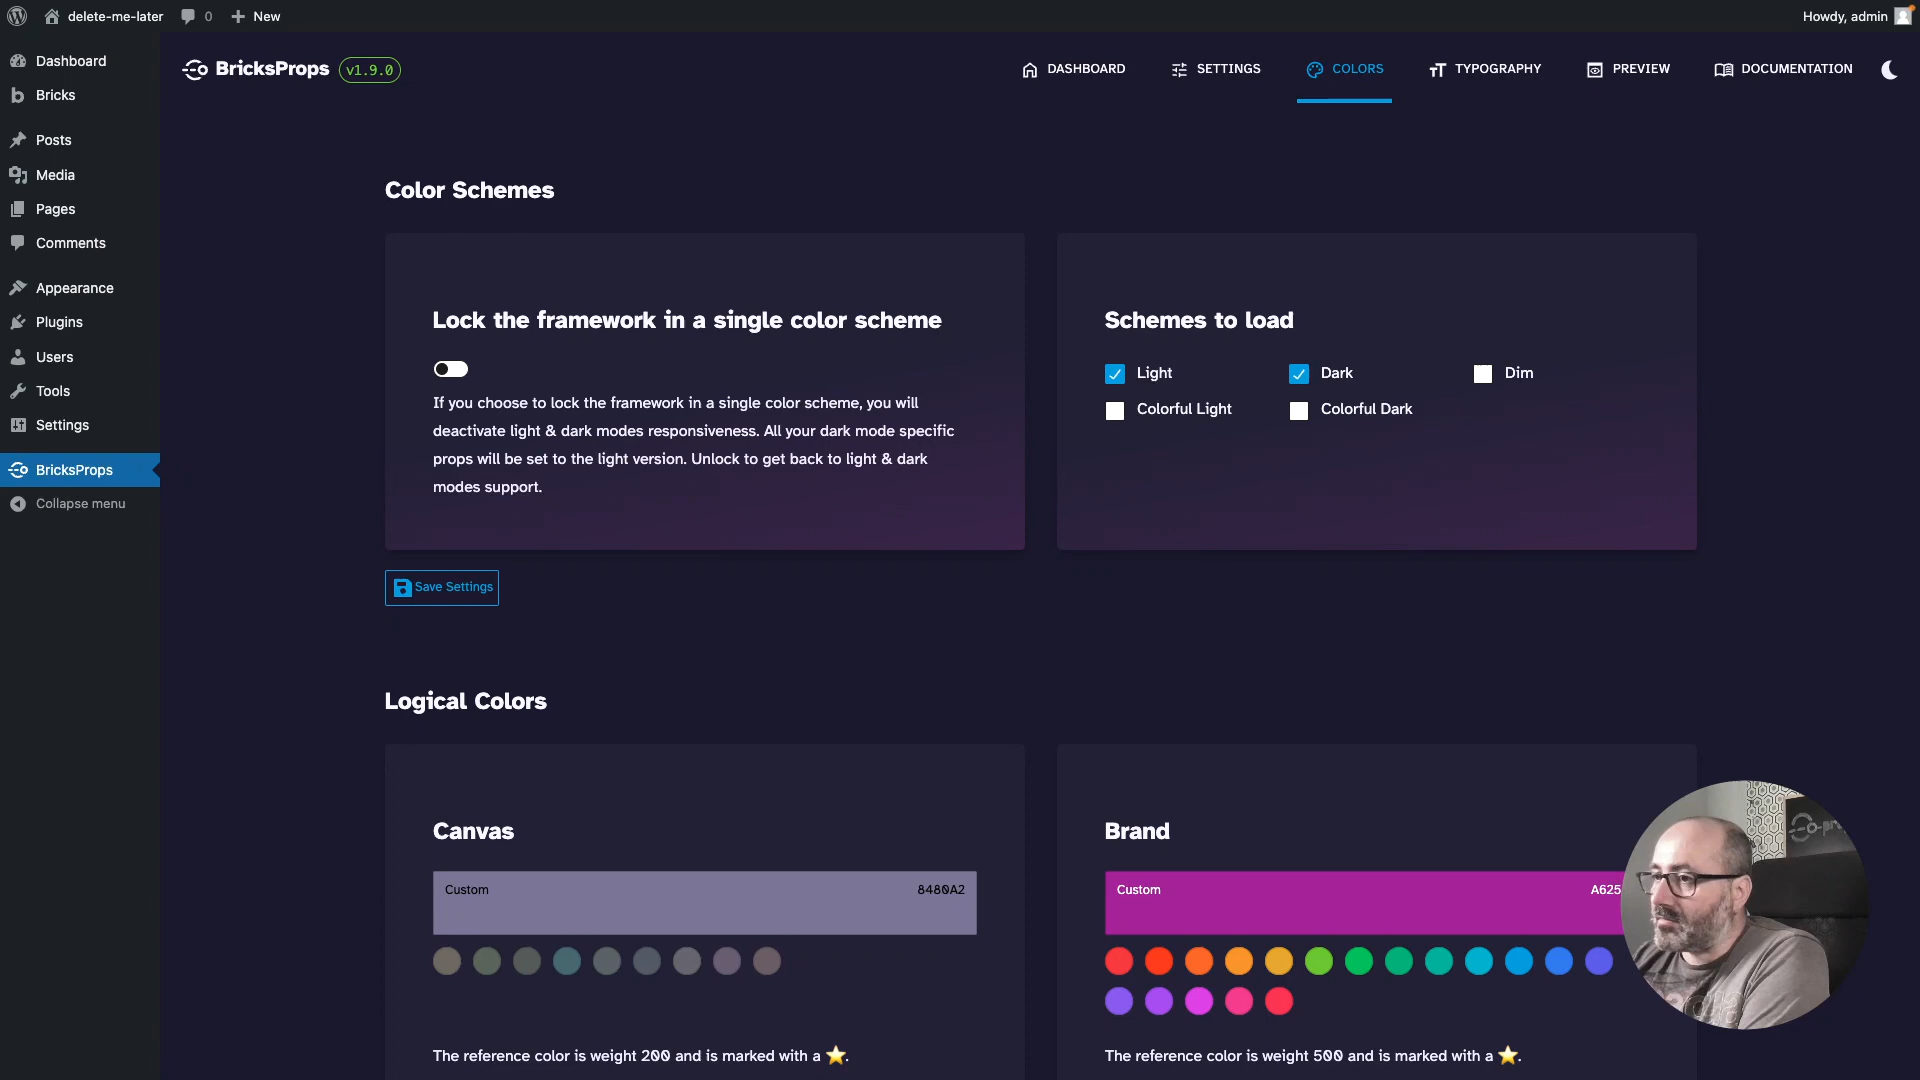 delete-me-later
0
New
Howdy, admin
Dashboard
Bricks
Posts
Media
Pages
Comments
Appearance
Plugins
Users
Tools
Settings
BricksProps
Collapse menu
BricksProps
v1.9.0
DASHBOARD
SETTINGS
COLORS
TYPOGRAPHY
PREVIEW
DOCUMENTATION
Color Schemes
Lock the framework in a single color scheme
If you choose to lock the framework in a single color scheme, you will
deactivate light & dark modes responsiveness. All your dark mode specific
props will be set to the light version. Unlock to get back to light & dark
modes support.
Schemes to load
Light
Dark
Dim
Colorful Light
Colorful Dark
Save Settings
Logical Colors
Canvas
Custom
8480A2
The reference color is weight 200 and is marked with a ⭐.
Brand
Custom
A625
The reference color is weight 500 and is marked with a ⭐.